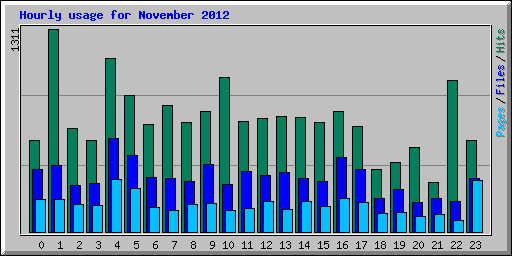 Hourly usage for November 2012
1311
Pages/Files/Hits
0 1 2 3 4 5 6 7 8 9 10 11 12 13 14 15 16 17 18 19 20 21 22 23